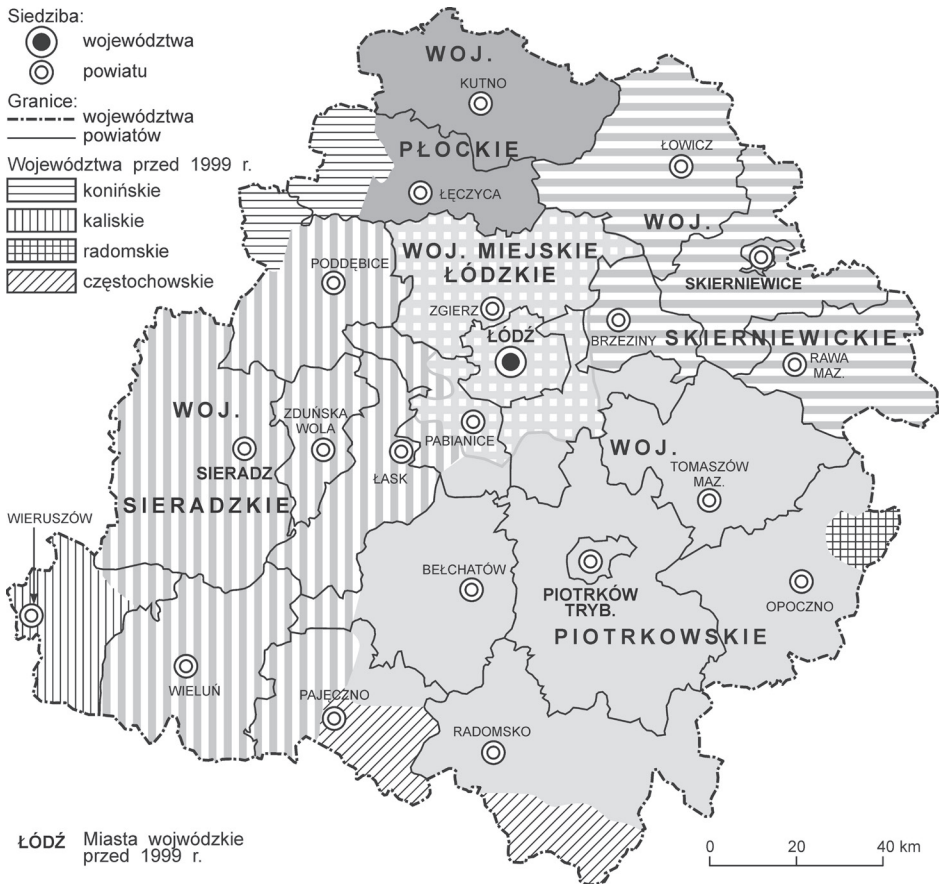 Siedziba:
województwa
powiatu
Granice:
województwa
powiatów
Województwa przed 1999 r.
konińskie
kaliskie
radomskie
częstochowskie
WOJ.
KUTNO
PŁOCKIE
ŁĘCZYCA
ŁOWICZ
WOJ.
SKIERNIEWICE
SKIERNIEWICKIE
RAWA
MAZ.
BRZEZINY
WOJ. MIEJSKIE
ŁÓDZKIE
ZGIERZ
ŁÓDŹ
PABIANICE
PODDĘBICE
WOJ.
ZDUŃSKA
WOLA
SIERADZ
SIERADZKIE
ŁASK
WIERUSZÓW
WIELUŃ
PAJĘCZNO
WOJ.
TOMASZÓW
MAZ.
BEŁCHATÓW
PIOTRKÓW
TRYB.
PIOTRKOWSKIE
OPOCZNO
RADOMSKO
ŁÓDŹ Miasta wojwódzkie
przed 1999 r.
0 20 40 km